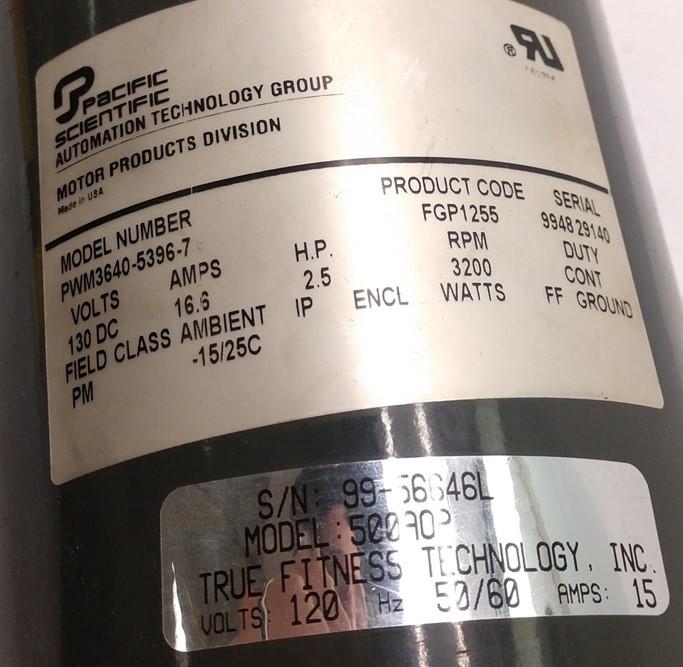 PACIFIC
SCIENTIFIC
AUTOMATION TECHNOLOGY GROUP
MOTOR PRODUCTS DIVISION
Made in USA
®
MODEL NUMBER PRODUCT CODE SERIAL
PWM3640-5396-7 FGP1255 994829140
VOLTS AMPS H.P. RPM DUTY
130 DC 16.6 2.5 3200 CONT
FIELD CLASS AMBIENT IP ENCL WATTS FF GROUND
PM -15/25C
S/N: 99-56646L
MODEL:
TRUE FITNESS TECHNOLOGY, INC.
VOLTS: 120 Hz 50/60 AMPS: 15